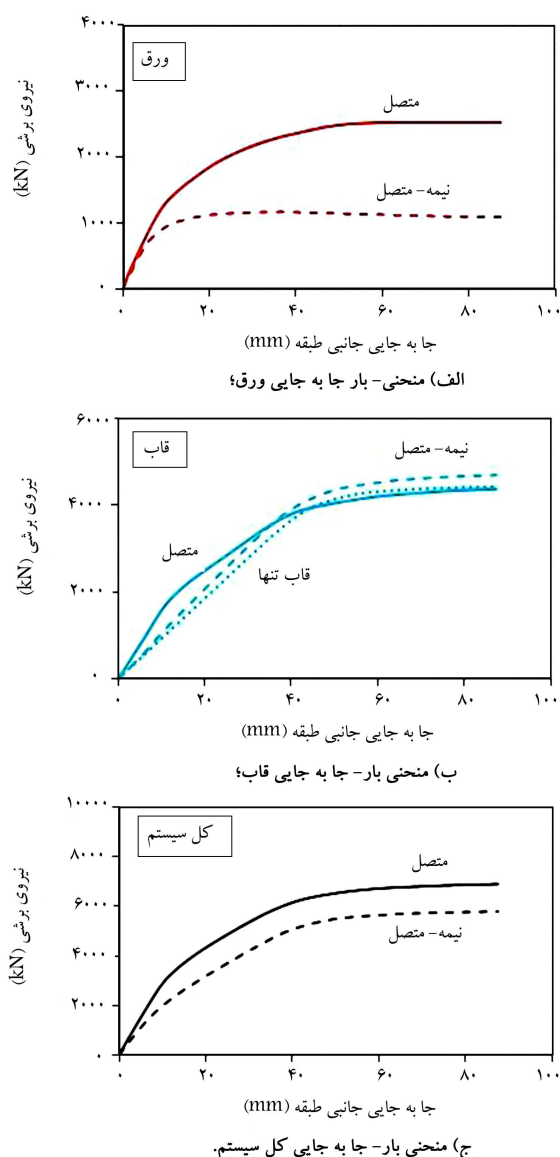 نیروی برشی (kN)
۴۰۰۰
۳۰۰۰
۲۰۰۰
۱۰۰۰
۰
ورق
متصل
نیمه- متصل
۰ ۲۰ ۴۰ ۶۰ ۸۰ ۱۰۰
جا به جایی جانبی طبقه (mm)
الف) منحنی- بار جا به جایی ورق؛
نیروی برشی (kN)
۶۰۰۰
۴۰۰۰
۲۰۰۰
۰
قاب
نیمه- متصل
متصل
قاب تنها
۰ ۲۰ ۴۰ ۶۰ ۸۰ ۱۰۰
جا به جایی جانبی طبقه (mm)
ب) منحنی بار- جا به جایی قاب؛
نیروی برشی (kN)
۱۰۰۰۰
۸۰۰۰
۶۰۰۰
۴۰۰۰
۲۰۰۰
۰
کل سیستم
متصل
نیمه- متصل
۰ ۲۰ ۴۰ ۶۰ ۸۰ ۱۰۰
جا به جایی جانبی طبقه (mm)
ج) منحنی بار- جا به جایی کل سیستم.